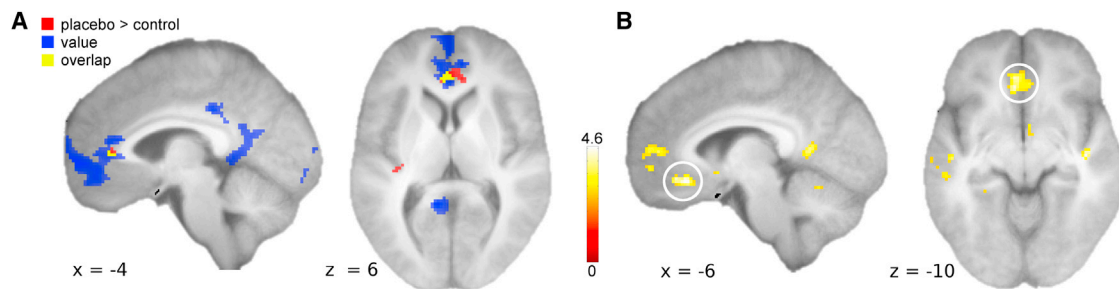 A
placebo > control
value
overlap
x = -4
z = 6
B
4.6
0
x = -6
z = -10